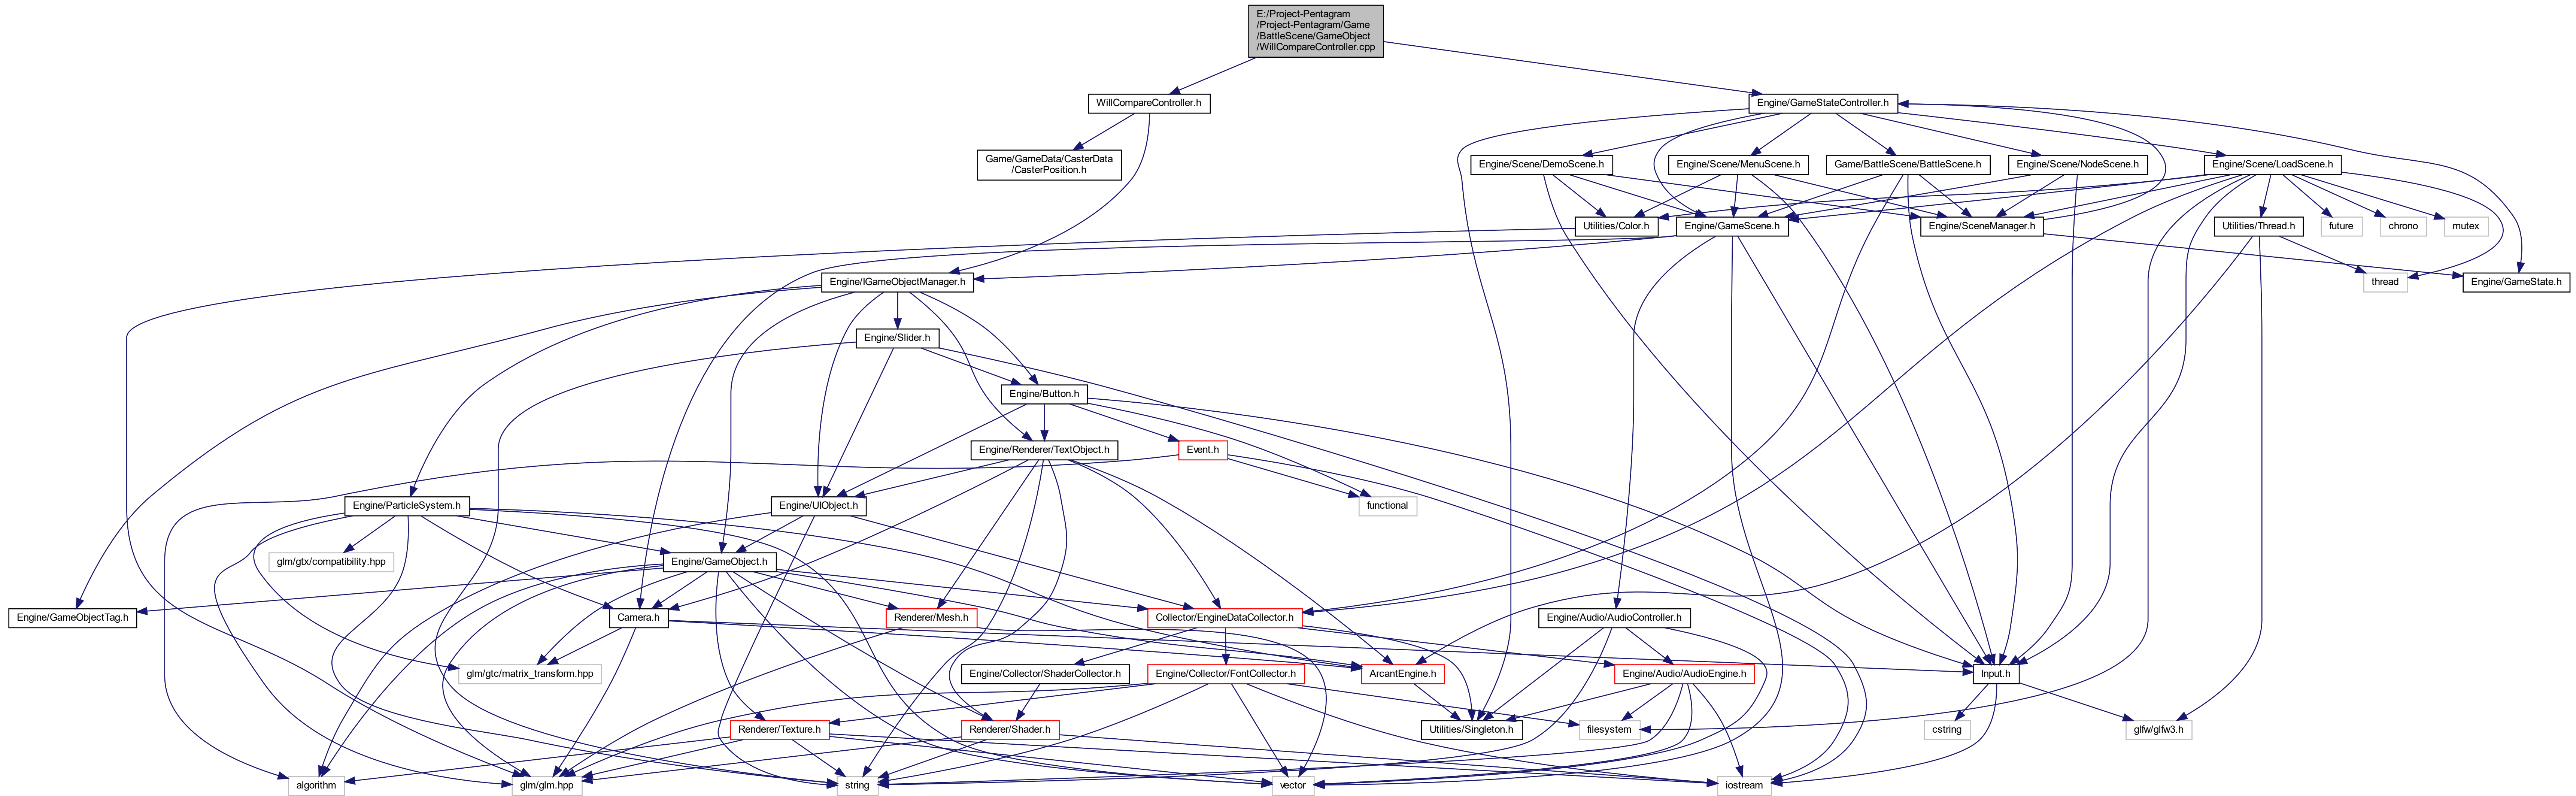 E:/Project-Pentagram
/Project-Pentagram/Game
/BattleScene/GameObject
/WillCompareController.cpp
WillCompareController.h
Engine/GameStateController.h
Game/GameData/CasterData
/CasterPosition.h
Engine/Scene/DemoScene.h
Engine/Scene/MenuScene.h
Game/BattleScene/BattleScene.h
Engine/Scene/NodeScene.h
Engine/Scene/LoadScene.h
Utilities/Color.h
Engine/GameScene.h
Engine/SceneManager.h
Utilities/Thread.h
future
chrono
mutex
Engine/IGameObjectManager.h
thread
Engine/GameState.h
Engine/Slider.h
Engine/Button.h
Engine/Renderer/TextObject.h
Event.h
Engine/ParticleSystem.h
Engine/UIObject.h
functional
glm/gtx/compatibility.hpp
Engine/GameObject.h
Engine/GameObjectTag.h
Camera.h
Renderer/Mesh.h
Collector/EngineDataCollector.h
Engine/Audio/AudioController.h
glm/gtc/matrix_transform.hpp
Engine/Collector/ShaderCollector.h
Engine/Collector/FontCollector.h
ArcantEngine.h
Engine/Audio/AudioEngine.h
Input.h
Renderer/Texture.h
Renderer/Shader.h
Utilities/Singleton.h
filesystem
cstring
glfw/glfw3.h
algorithm
glm/glm.hpp
string
vector
iostream